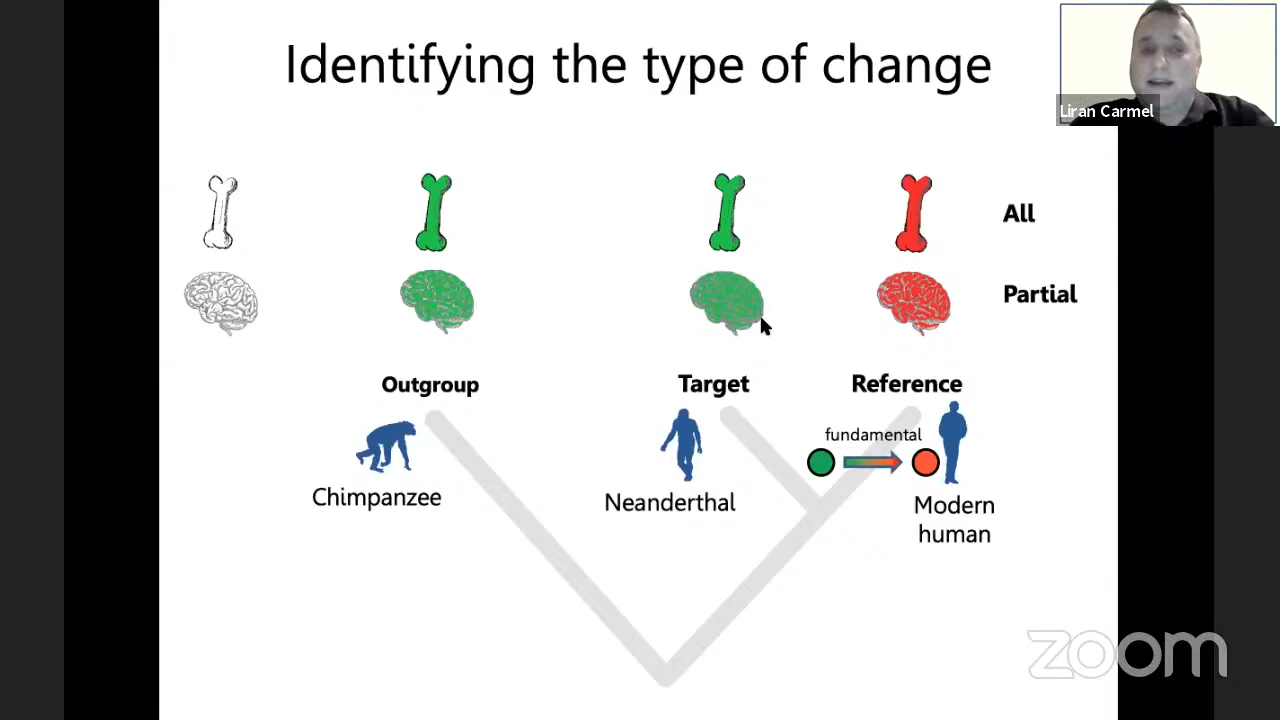 Identifying the type of change
Liran Carmel
All
Partial
Outgroup
Target
Reference
fundamental
Chimpanzee
Neanderthal
Modern
human
zoom